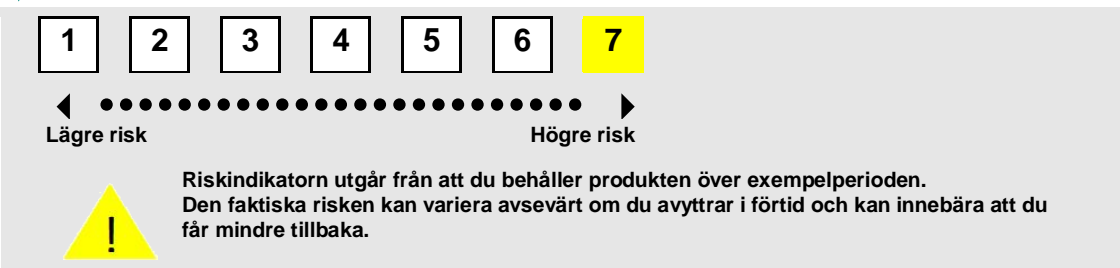 1 2 3 4 5 6 7
Lägre risk Högre risk
Riskindikatorn utgår från att du behåller produkten över exempelperioden.
Den faktiska risken kan variera avsevärt om du avyttrar i förtid och kan innebära att du
får mindre tillbaka.
!